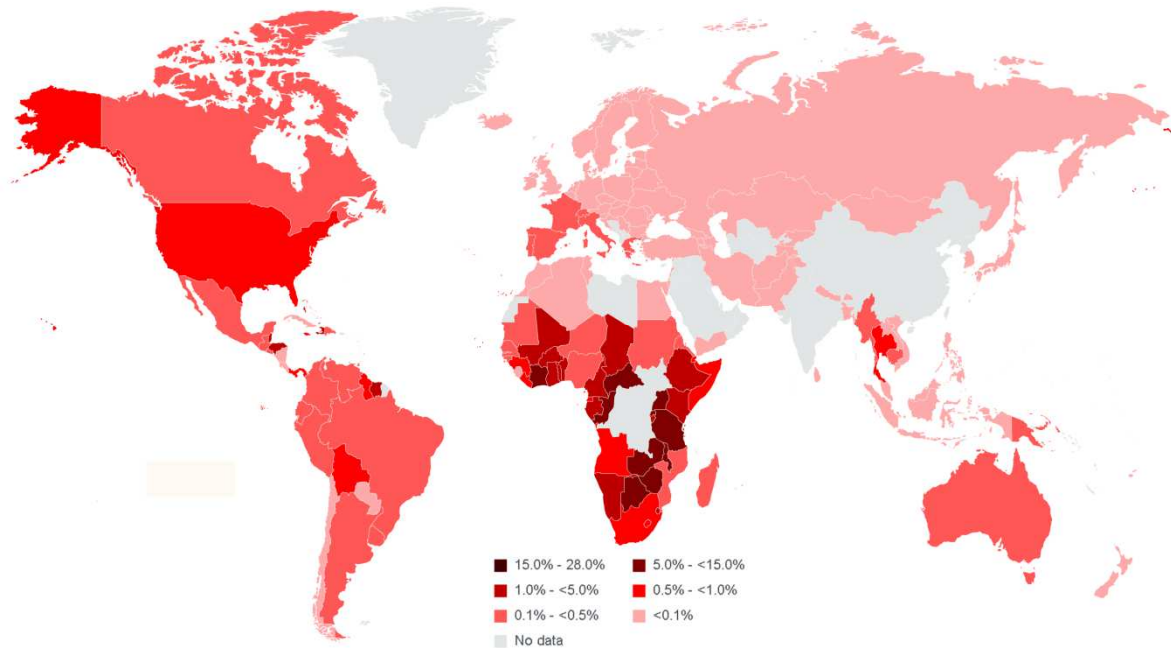 15.0% - 28.0% 5.0% - <15.0%
1.0% - <5.0% 0.5% - <1.0%
0.1% - <0.5% <0.1%
No data